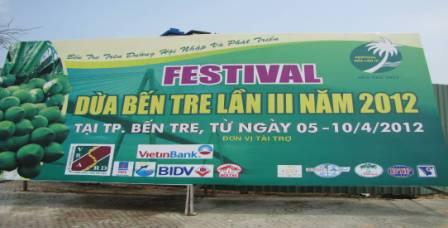 Bến Tre Trên Đường Hội Nhập Và Phát Triển
FESTIVAL
DỪA BẾN TRE LẦN III NĂM 2012
TẠI TP. BẾN TRE, TỪ NGÀY 05 - 10/4/2012
ĐƠN VỊ TÀI TRỢ
VietinBank
BIDV